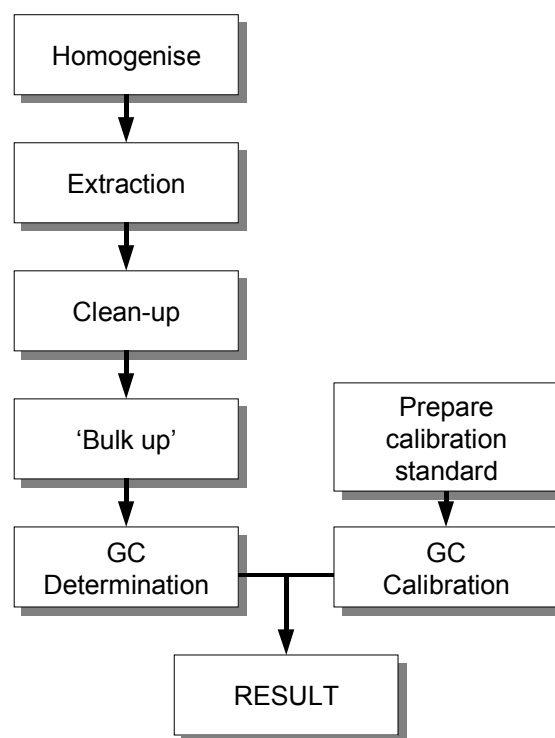 Homogenise
Extraction
Clean-up
‘Bulk up’
Prepare
calibration
standard
GC
Determination
GC
Calibration
RESULT